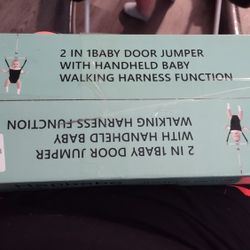 2 IN 1BABY DOOR JUMPER
WITH HANDHELD BABY
WALKING HARNESS FUNCTION
2 IN 1BABY DOOR JUMPER
WITH HANDHELD BABY
WALKING HARNESS FUNCTION